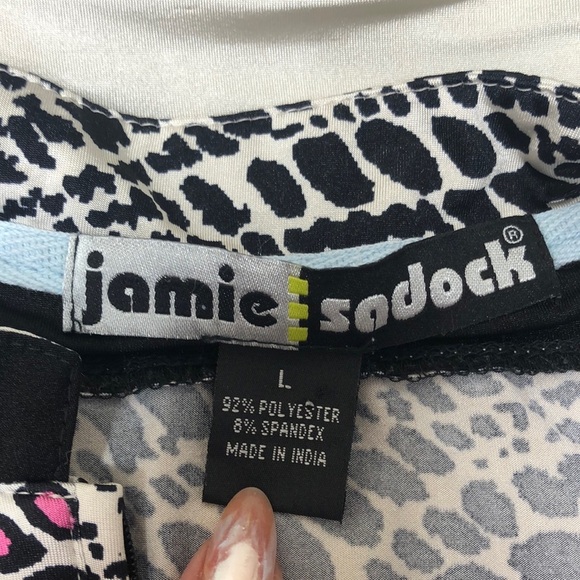 jamie sadock®
L
92% POLYESTER
8% SPANDEX
MADE IN INDIA